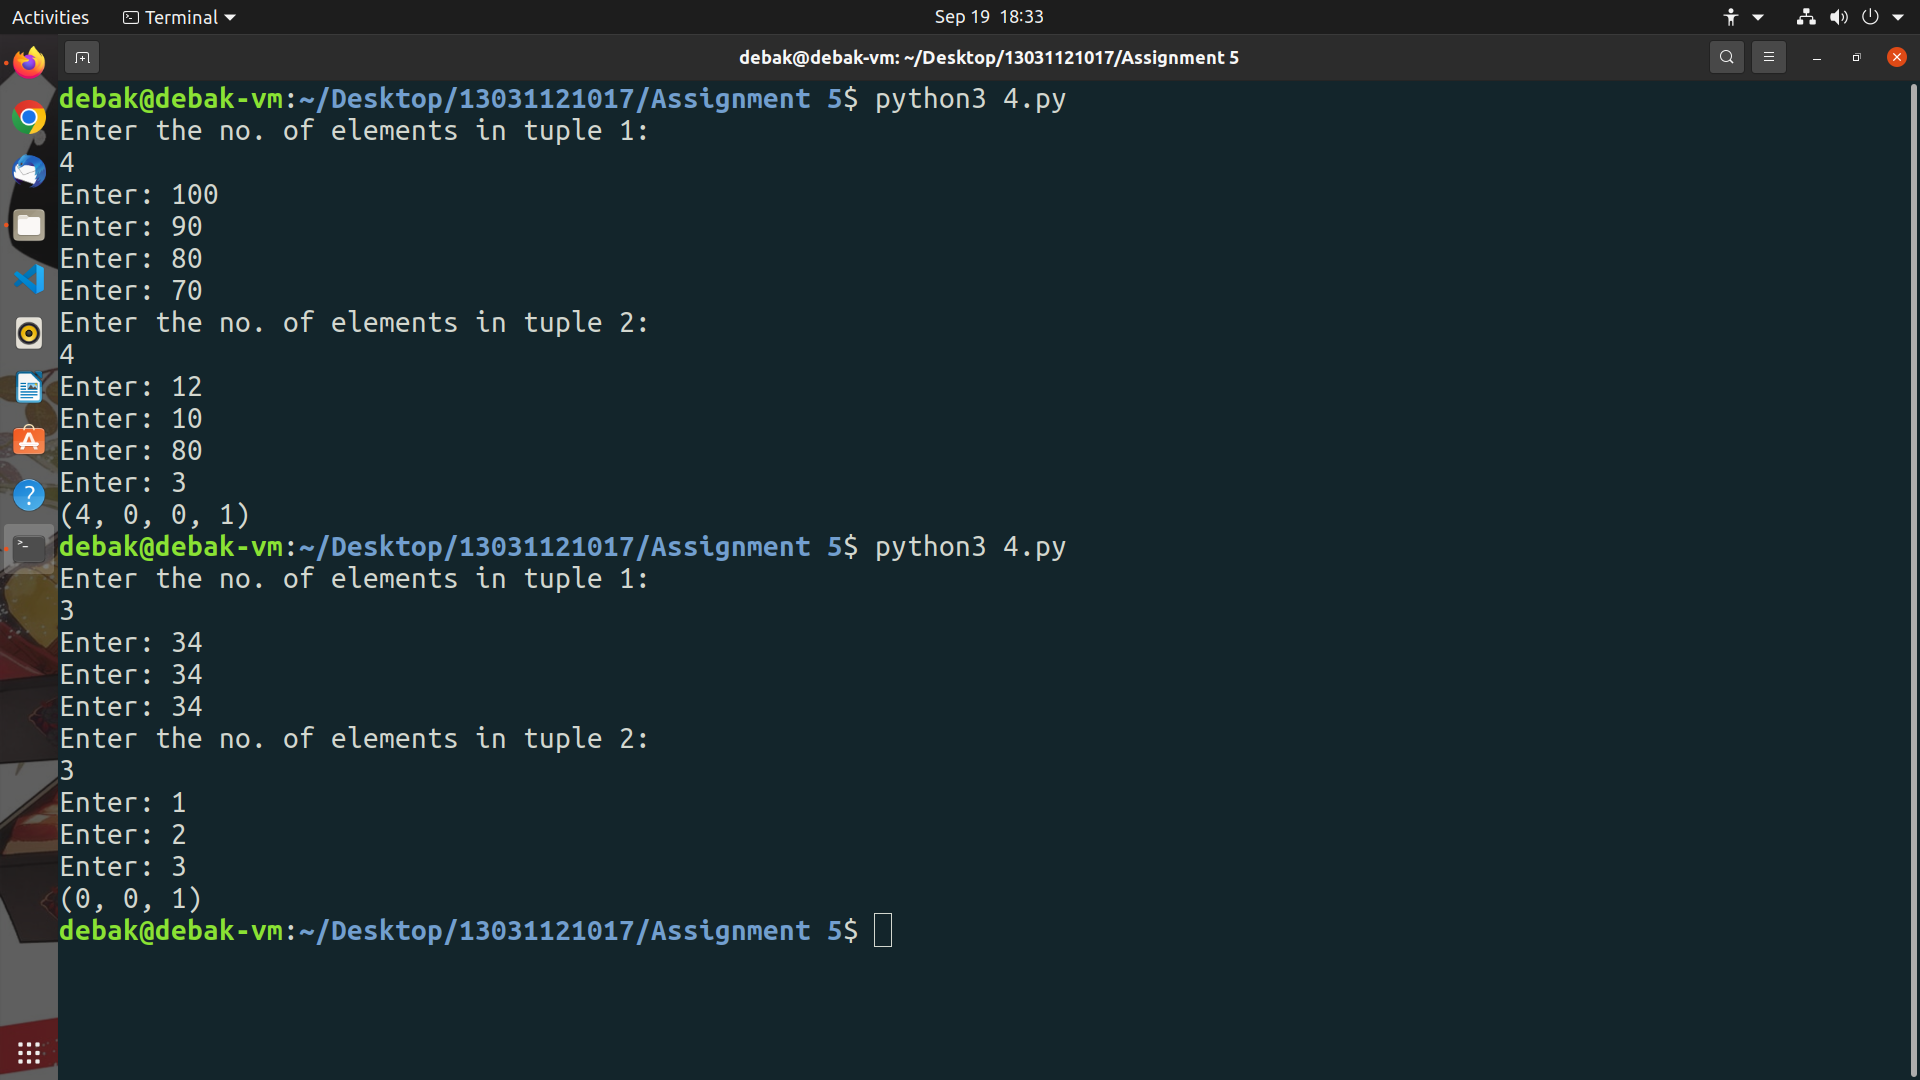 Activities
Terminal
Sep 19 18:33
debak@debak-vm: ~/Desktop/13031121017/Assignment 5
debak@debak-vm:~/Desktop/13031121017/Assignment 5$ python3 4.py
Enter the no. of elements in tuple 1:
4
Enter: 100
Enter: 90
Enter: 80
Enter: 70
Enter the no. of elements in tuple 2:
4
Enter: 12
Enter: 10
Enter: 80
Enter: 3
(4, 0, 0, 1)
debak@debak-vm:~/Desktop/13031121017/Assignment 5$ python3 4.py
Enter the no. of elements in tuple 1:
3
Enter: 34
Enter: 34
Enter: 34
Enter the no. of elements in tuple 2:
3
Enter: 1
Enter: 2
Enter: 3
(0, 0, 1)
debak@debak-vm:~/Desktop/13031121017/Assignment 5$